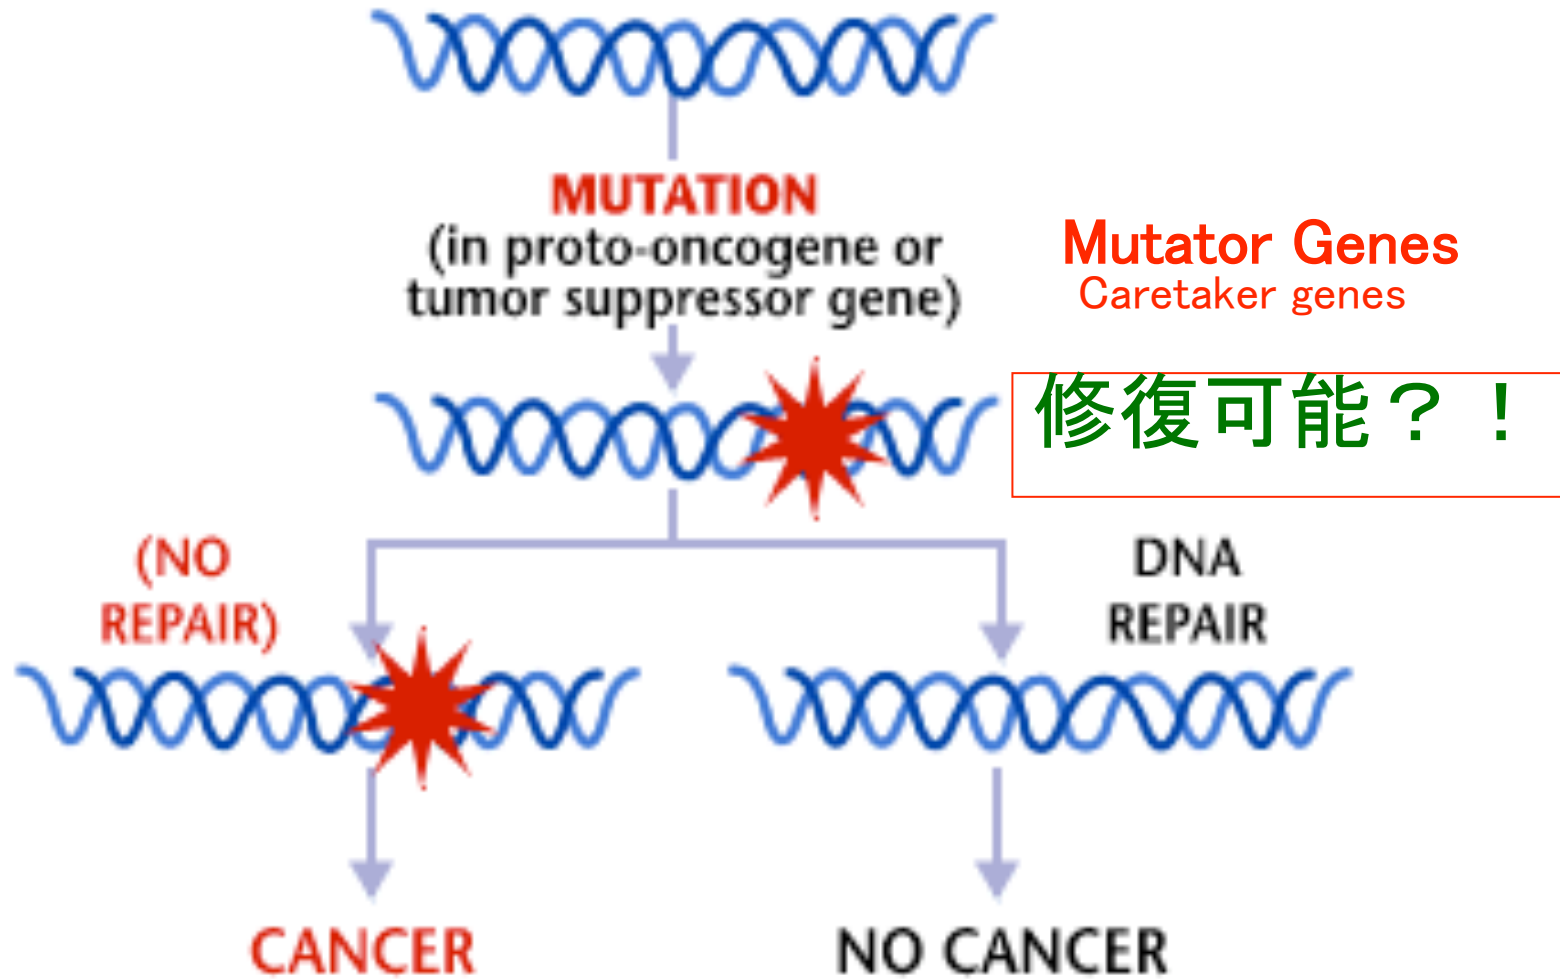 MUTATION
(in proto-oncogene or
tumor suppressor gene)
Mutator Genes
Caretaker genes
修復可能？！
(NO
REPAIR)
DNA
REPAIR
CANCER
NO CANCER